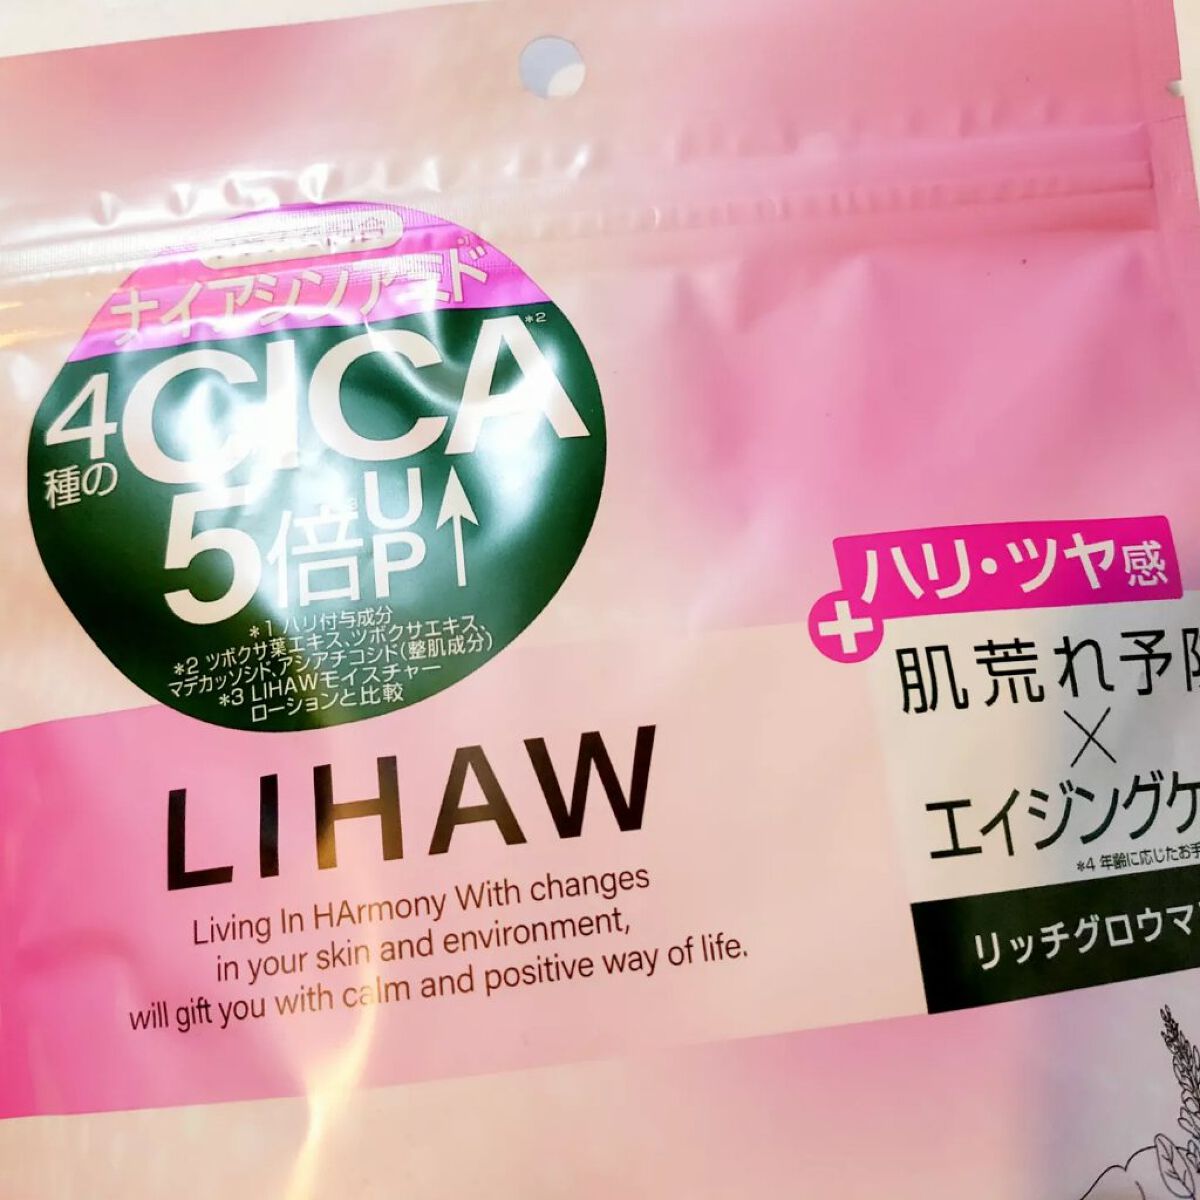 ナイアシンアミド
4種の
CICA*2
5倍UP↑
*1 ハリ付与成分
*2 ツボクサ葉エキス、ツボクサエキス、
マデカッソシド、アシアチコシド(整肌成分)
*3 LIHAWモイスチャー
ローションと比較
+ハリ・ツヤ感
肌荒れ予防
×
エイジングケ
*4 年齢に応じたお手
リッチグロウマ
LIHAW
Living In HArmony With changes
in your skin and environment,
will gift you with calm and positive way of life.